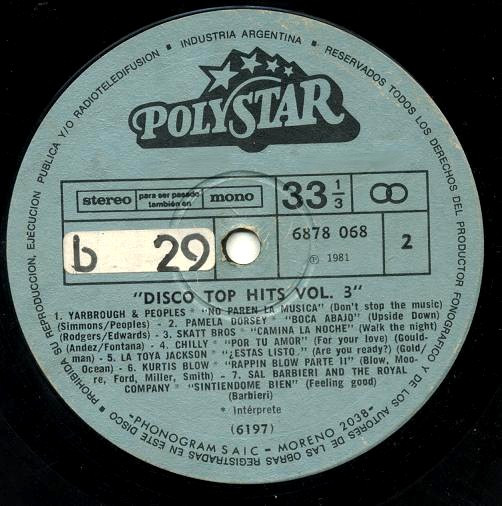 PROHIBIDA SU REPRODUCCION, EJECUCION PUBLICA Y/O RADIOTELEDIFUSION ▪ INDUSTRIA ARGENTINA ▪ RESERVADOS TODOS LOS DERECHOS DEL PRODUCTOR FONOGRAFICO Y DE LOS AUTORES DE LAS OBRAS REGISTRADAS EN ESTE DISCO ▪
POLYSTAR
stereo para ser pasado también en mono 33 1/3
b 29 6878 068 2
Ⓟ 1981
"DISCO TOP HITS VOL. 3"
1. YARBROUGH & PEOPLES * "NO PAREN LA MUSICA" (Don't stop the music)
(Simmons/Peoples) - 2. PAMELA DORSEY* "BOCA ABAJO" (Upside Down)
(Rodgers/Edwards) - 3. SKATT BROS* "CAMINA LA NOCHE" (Walk the night)
(Andez/Fontana) - 4. CHILLY* "POR TU AMOR" (For your love) (Gould-
man) - 5. LA TOYA JACKSON* "¿ESTAS LISTO?" (Are you ready?) (Gold/
Ocean) - 6. KURTIS BLOW* "RAPPIN BLOW PARTE II" (Blow, Moo-
re, Ford, Miller, Smith) - 7. SAL BARBIERI AND THE ROYAL
COMPANY * "SINTIENDOME BIEN" (Feeling good)
(Barbieri)
* Intérprete
(6197)
-PHONOGRAM S.A.I.C. - MORENO 2038-